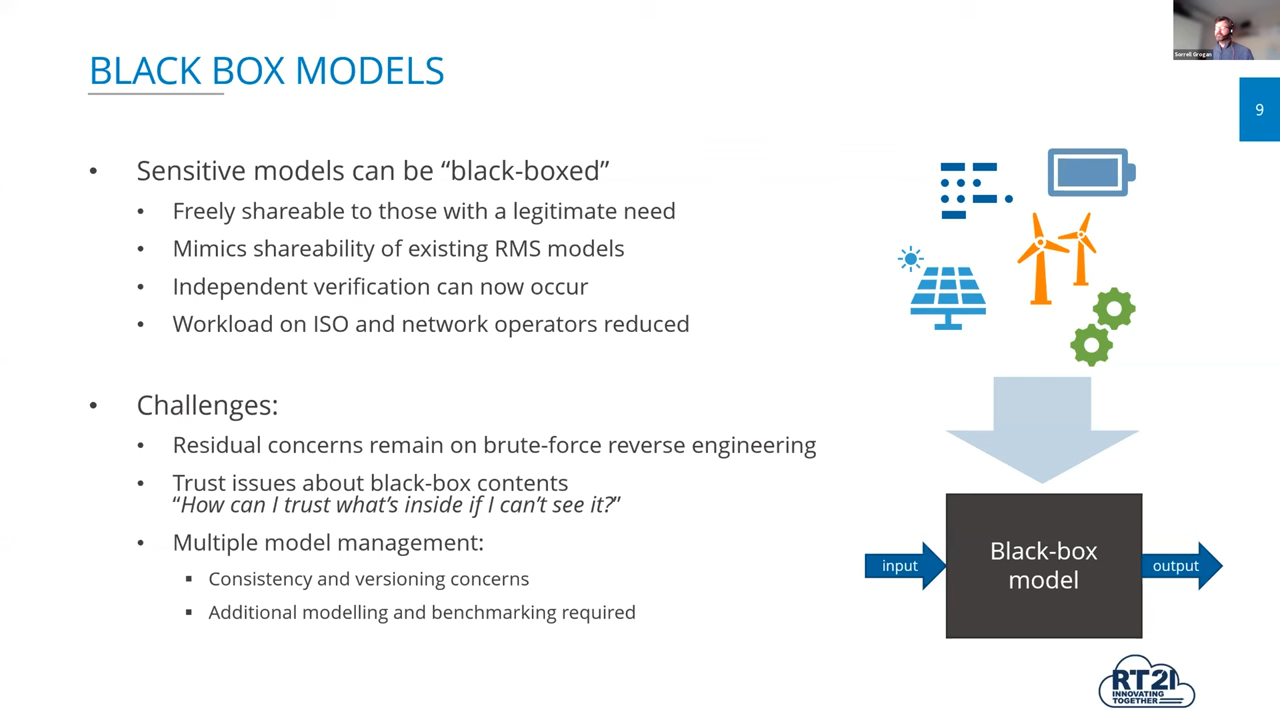 Sorrell Grogan
BLACK BOX MODELS
9
• Sensitive models can be “black-boxed”
• Freely shareable to those with a legitimate need
• Mimics shareability of existing RMS models
• Independent verification can now occur
• Workload on ISO and network operators reduced
• Challenges:
• Residual concerns remain on brute-force reverse engineering
• Trust issues about black-box contents
“How can I trust what’s inside if I can’t see it?”
• Multiple model management:
▪ Consistency and versioning concerns
▪ Additional modelling and benchmarking required
input
Black-box
model
output
RT2I
INNOVATING
TOGETHER